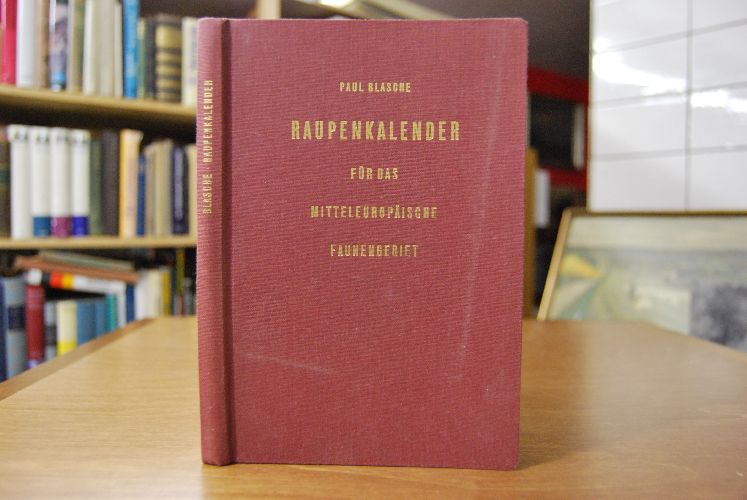 PAUL BLASCHE
RAUPENKALENDER
FÜR DAS
MITTELEUROPÄISCHE
FAUNENGEBIET
BLASCHE · RAUPENKALENDER